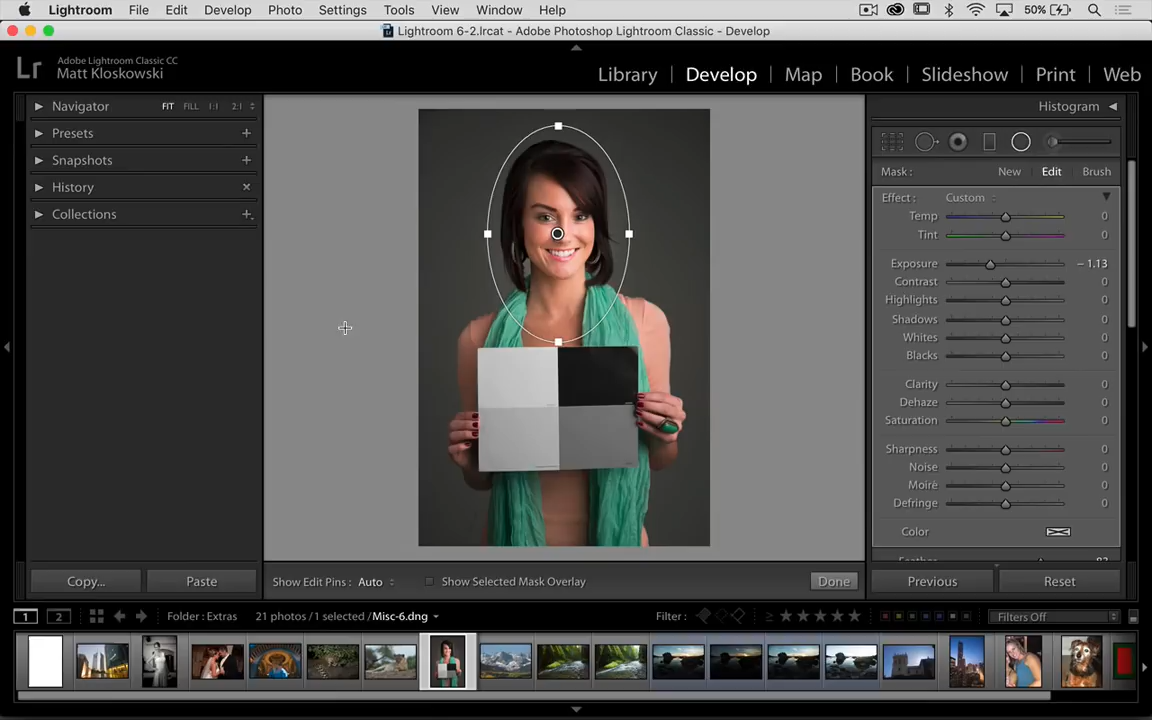 Lightroom File Edit Develop Photo Settings Tools View Window Help 50%
Lightroom 6-2.lrcat - Adobe Photoshop Lightroom Classic - Develop
Lr Adobe Lightroom Classic CC
Matt Kloskowski
Library Develop Map Book Slideshow Print Web
Navigator FIT FILL 1:1 2:1
Presets
Snapshots
History
Collections
Histogram
Mask : New Edit Brush
Effect : Custom
Temp 0
Tint 0
Exposure – 1.13
Contrast 0
Highlights 0
Shadows 0
Whites 0
Blacks 0
Clarity 0
Dehaze 0
Saturation 0
Sharpness 0
Noise 0
Moiré 0
Defringe 0
Color
Feather 82
Copy... Paste
Show Edit Pins : Auto Show Selected Mask Overlay Done
Previous Reset
1 2 Folder : Extras 21 photos /1 selected /Misc-6.dng Filter : Filters Off